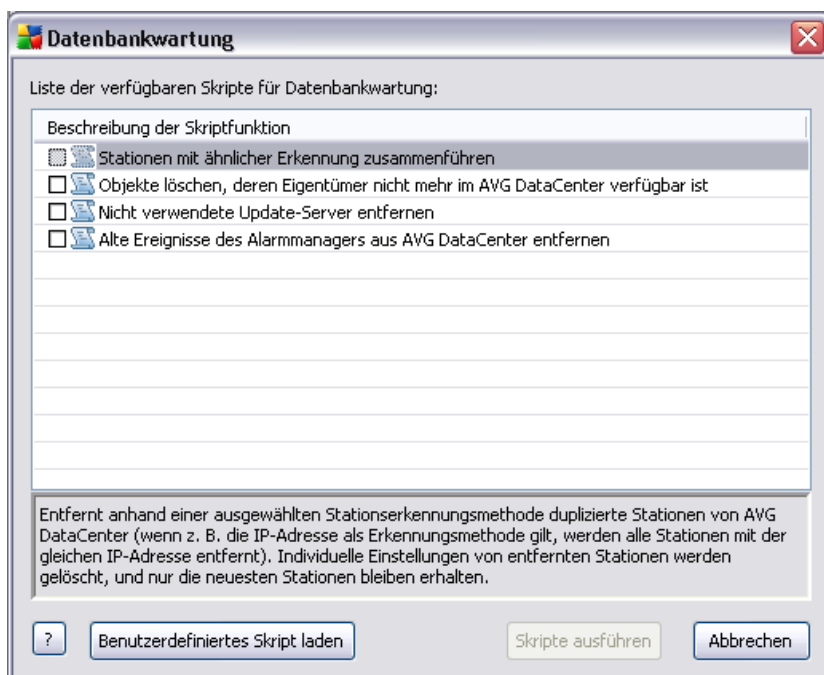 Datenbankwartung
Liste der verfügbaren Skripte für Datenbankwartung:
Beschreibung der Skriptfunktion
Stationen mit ähnlicher Erkennung zusammenführen
Objekte löschen, deren Eigentümer nicht mehr im AVG DataCenter verfügbar ist
Nicht verwendete Update-Server entfernen
Alte Ereignisse des Alarmmanagers aus AVG DataCenter entfernen
Entfernt anhand einer ausgewählten Stationserkennungsmethode duplizierte Stationen von AVG
DataCenter (wenn z. B. die IP-Adresse als Erkennungsmethode gilt, werden alle Stationen mit der
gleichen IP-Adresse entfernt). Individuelle Einstellungen von entfernten Stationen werden
gelöscht, und nur die neuesten Stationen bleiben erhalten.
? Benutzerdefiniertes Skript laden Skripte ausführen Abbrechen